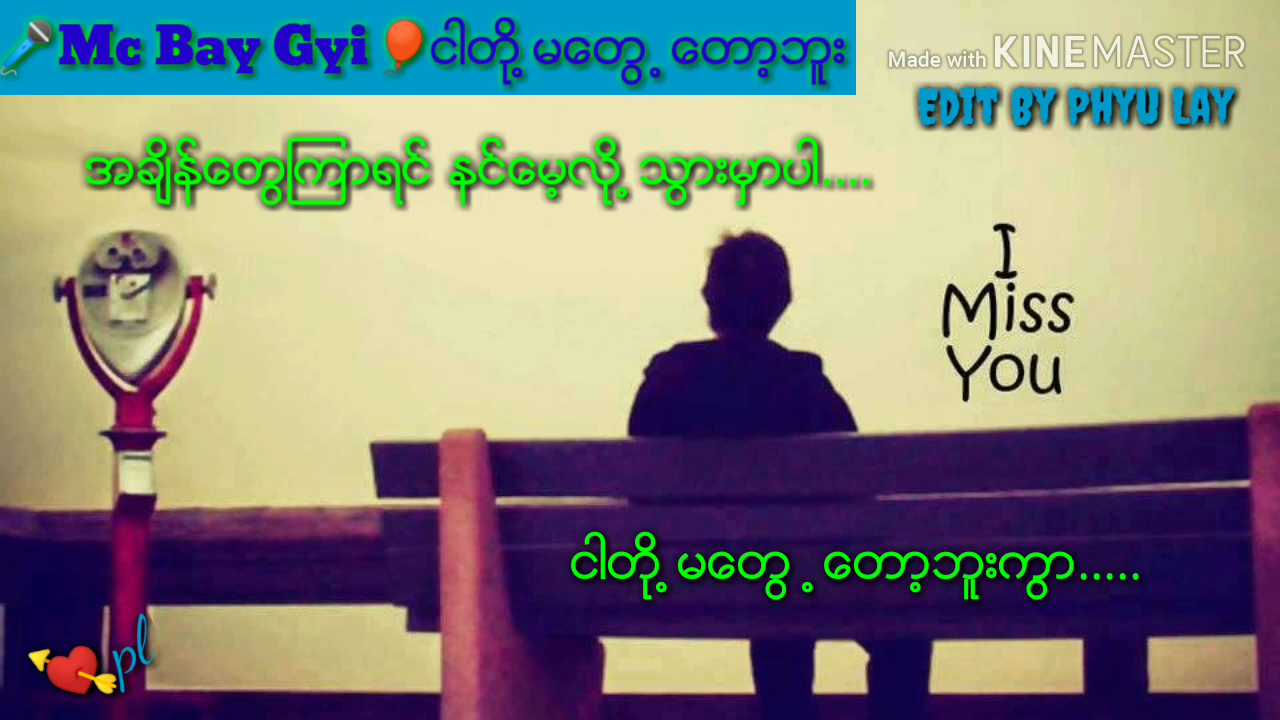 🎤Mc Bay Gyi🎈ငါတို့ မတွေ့ တော့ဘူး
Made with KINEMASTER
EDIT BY PHYU LAY
အချိန်တွေကြာရင် နင်မေ့လို့ သွားမှာပါ....
I
Miss
You
ငါတို့ မတွေ့ တော့ဘူးကွာ.....
pl